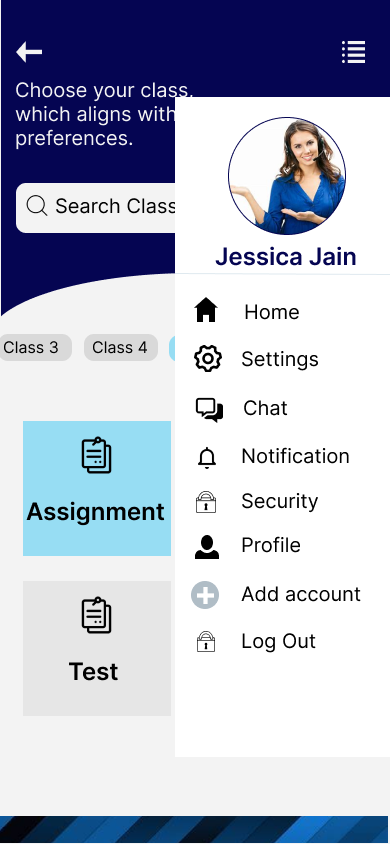 Choose your class,
which aligns with
preferences.
Search Class
Jessica Jain
Class 3
Class 4
Home
Settings
Chat
Notification
Security
Profile
Add account
Log Out
Assignment
Test